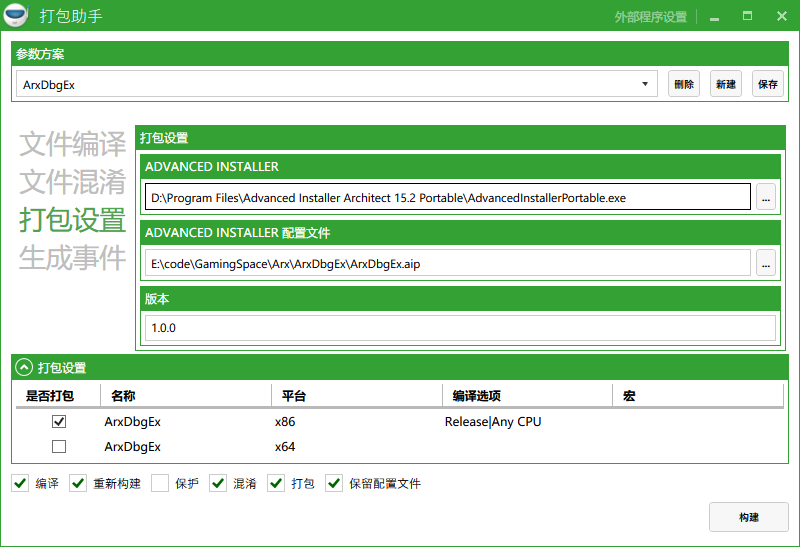 打包助手
外部程序设置
参数方案
ArxDbgEx
删除
新建
保存
文件编译
文件混淆
打包设置
生成事件
打包设置
ADVANCED INSTALLER
D:\Program Files\Advanced Installer Architect 15.2 Portable\AdvancedInstallerPortable.exe
...
ADVANCED INSTALLER 配置文件
E:\code\GamingSpace\Arx\ArxDbgEx\ArxDbgEx.aip
...
版本
1.0.0
打包设置
是否打包 名称 平台 编译选项 宏
ArxDbgEx x86 Release|Any CPU
ArxDbgEx x64
编译 重新构建 保护 混淆 打包 保留配置文件
构建